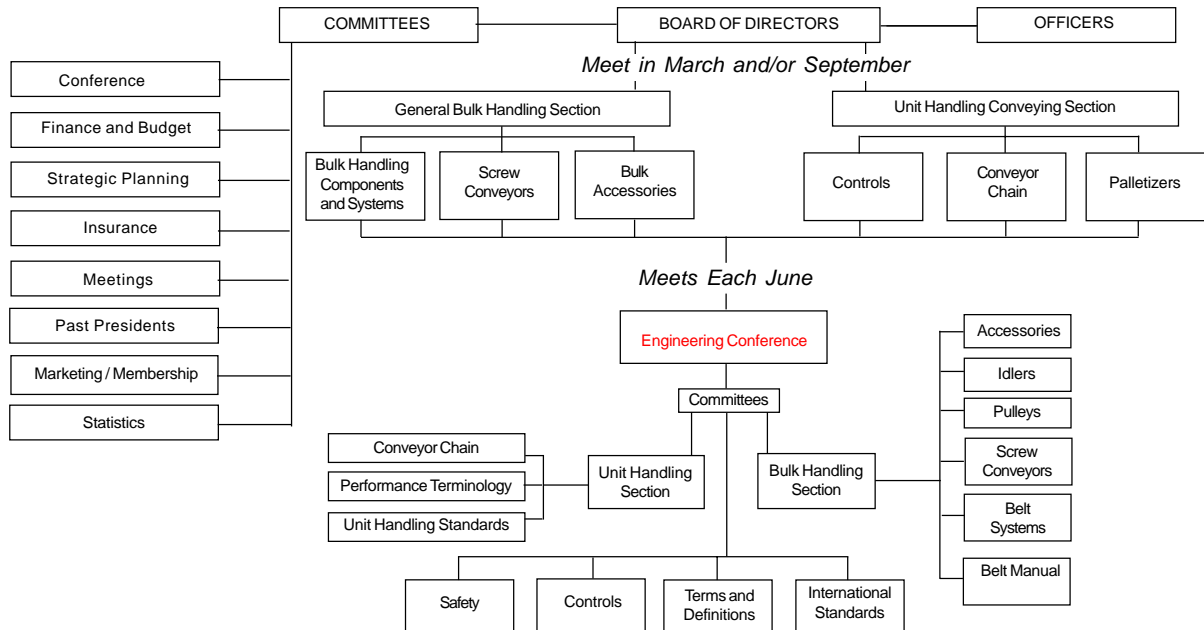 COMMITTEES
BOARD OF DIRECTORS
OFFICERS
Meet in March and/or September
Conference
Finance and Budget
Strategic Planning
Insurance
Meetings
Past Presidents
Marketing / Membership
Statistics
General Bulk Handling Section
Unit Handling Conveying Section
Bulk Handling
Components
and Systems
Screw
Conveyors
Bulk
Accessories
Controls
Conveyor
Chain
Palletizers
Meets Each June
Engineering Conference
Committees
Conveyor Chain
Performance Terminology
Unit Handling Standards
Unit Handling
Section
Bulk Handling
Section
Accessories
Idlers
Pulleys
Screw
Conveyors
Belt
Systems
Belt Manual
Safety
Controls
Terms and
Definitions
International
Standards